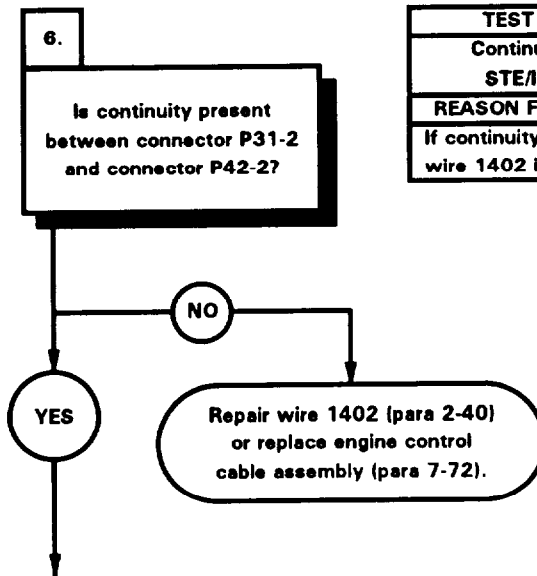 6.
Is continuity present
between connector P31-2
and connector P42-2?
TEST
STE/
REASON F
If continuity
wire 1402
NO
YES
Repair wire 1402 (para 2-40)
or replace engine control
cable assembly (para 7-72).